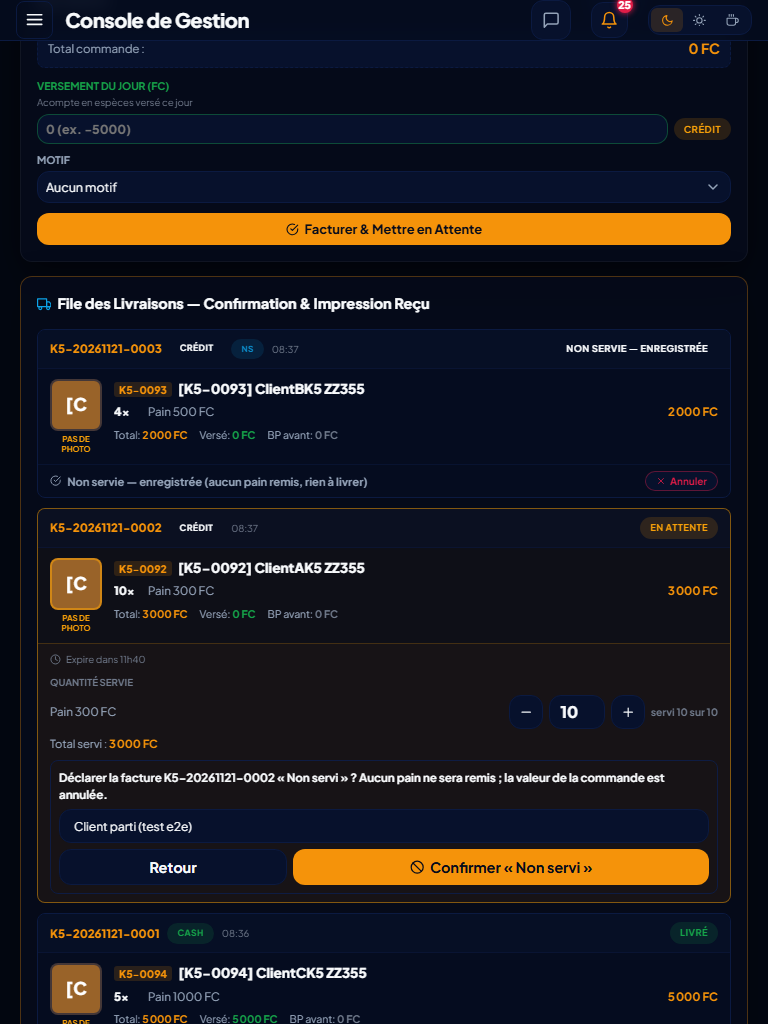 Console de Gestion
25
Total commande :
0 FC
VERSEMENT DU JOUR (FC)
Acompte en espèces versé ce jour
0 (ex. -5000)
CRÉDIT
MOTIF
Aucun motif
Facturer & Mettre en Attente
File des Livraisons — Confirmation & Impression Reçu
K5-20261121-0003 CRÉDIT NS 08:37 NON SERVIE — ENREGISTRÉE
[C
PAS DE
PHOTO
K5-0093 [K5-0093] ClientBK5 ZZ355
4× Pain 500 FC 2 000 FC
Total: 2 000 FC Versé: 0 FC BP avant: 0 FC
Non servie — enregistrée (aucun pain remis, rien à livrer) Annuler
K5-20261121-0002 CRÉDIT 08:37 EN ATTENTE
[C
PAS DE
PHOTO
K5-0092 [K5-0092] ClientAK5 ZZ355
10× Pain 300 FC 3 000 FC
Total: 3 000 FC Versé: 0 FC BP avant: 0 FC
Expire dans 11h40
QUANTITÉ SERVIE
Pain 300 FC − 10 + servi 10 sur 10
Total servi : 3 000 FC
Déclarer la facture K5-20261121-0002 « Non servi » ? Aucun pain ne sera remis ; la valeur de la commande est
annulée.
Client parti (test e2e)
Retour Confirmer « Non servi »
K5-20261121-0001 CASH 08:36 LIVRÉ
[C
PAS DE
K5-0094 [K5-0094] ClientCK5 ZZ355
5× Pain 1000 FC 5 000 FC
Total: 5 000 FC Versé: 5 000 FC BP avant: 0 FC